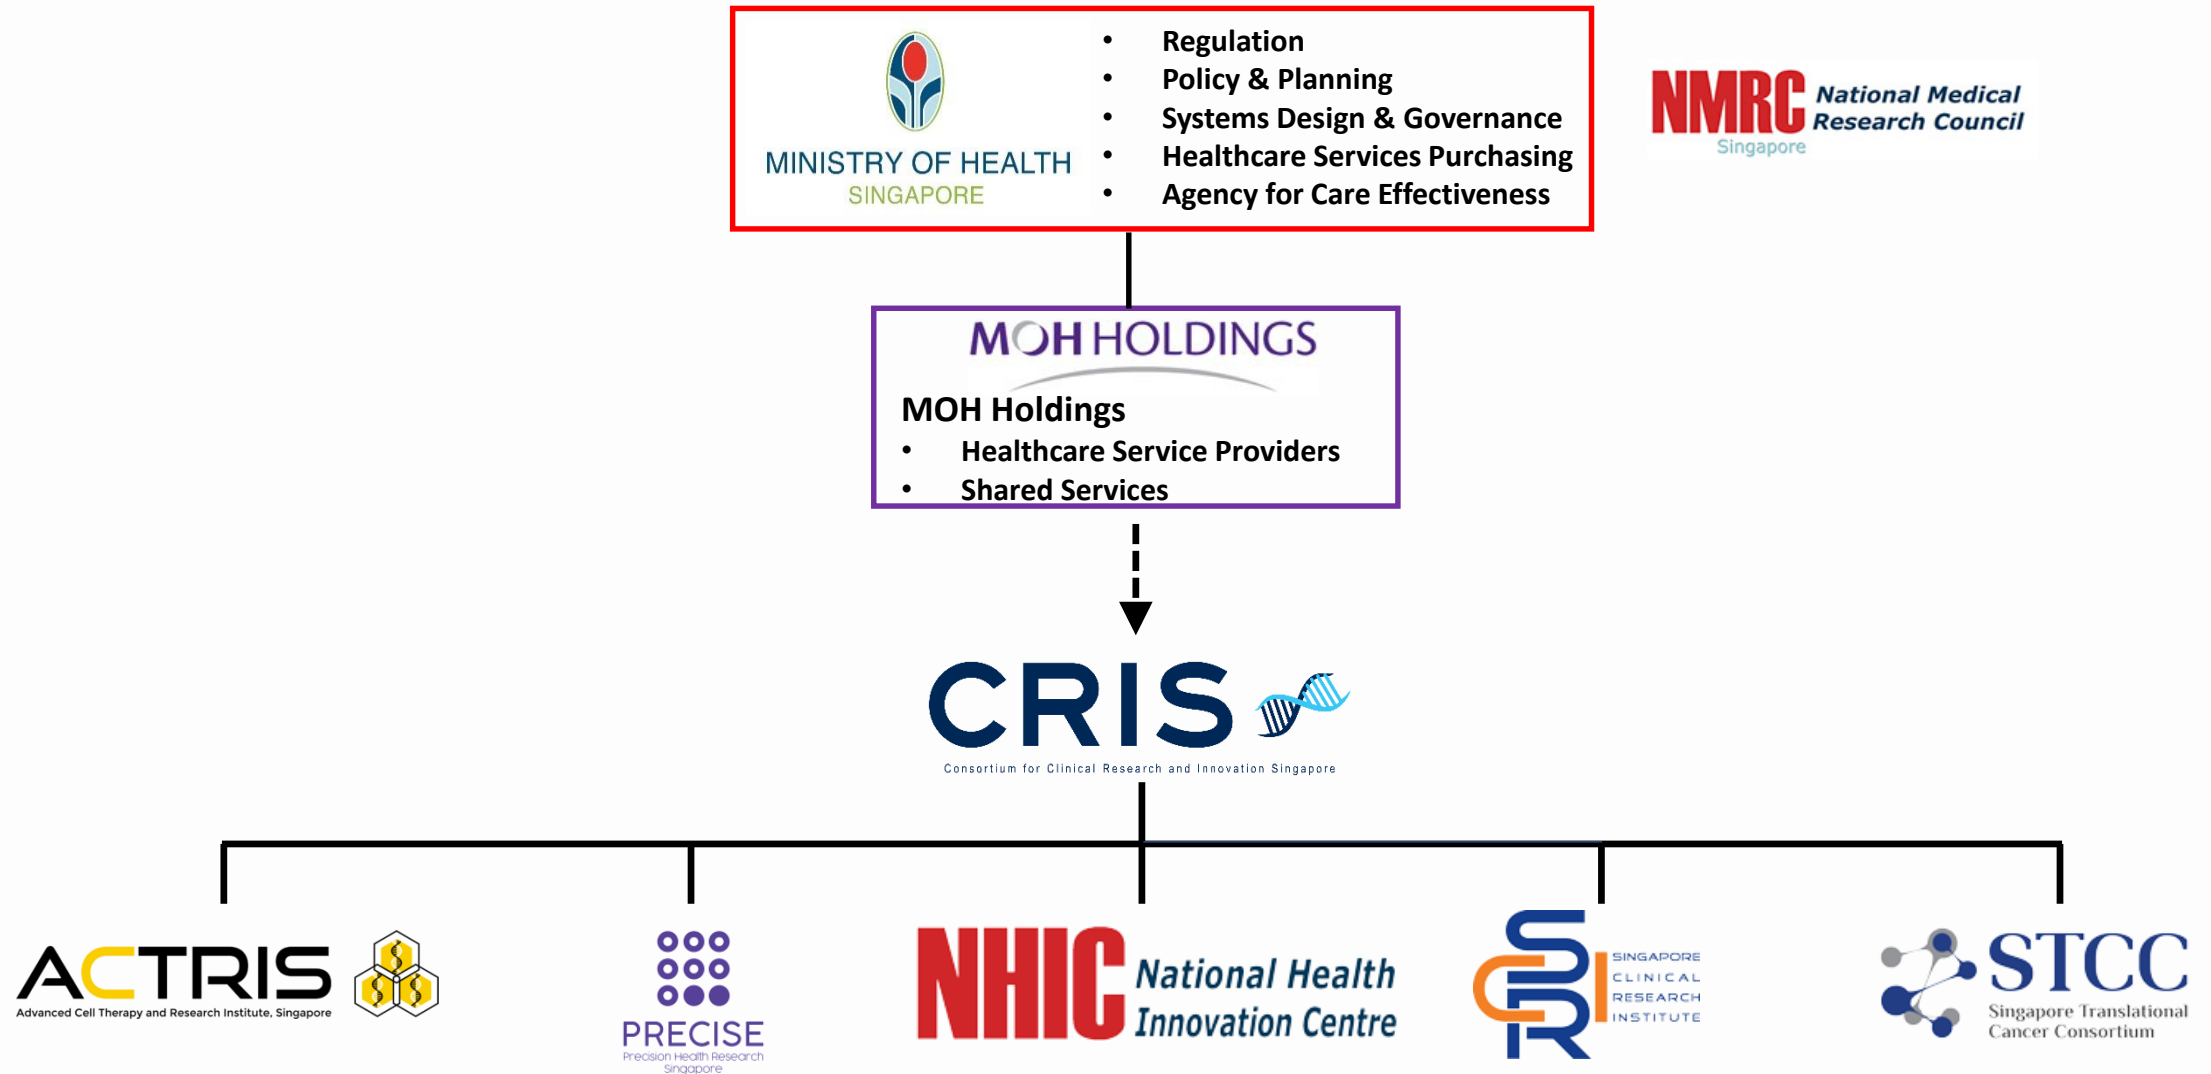 MINISTRY OF HEALTH
SINGAPORE
• Regulation
• Policy & Planning
• Systems Design & Governance
• Healthcare Services Purchasing
• Agency for Care Effectiveness
NMRC National Medical
Research Council
Singapore
MOH HOLDINGS
MOH Holdings
• Healthcare Service Providers
• Shared Services
CRIS
Consortium for Clinical Research and Innovation Singapore
ACTRIS
Advanced Cell Therapy and Research Institute, Singapore
PRECISE
Precision Health Research
Singapore
NHIC National Health
Innovation Centre
SCRI
SINGAPORE
CLINICAL
RESEARCH
INSTITUTE
STCC
Singapore Translational
Cancer Consortium